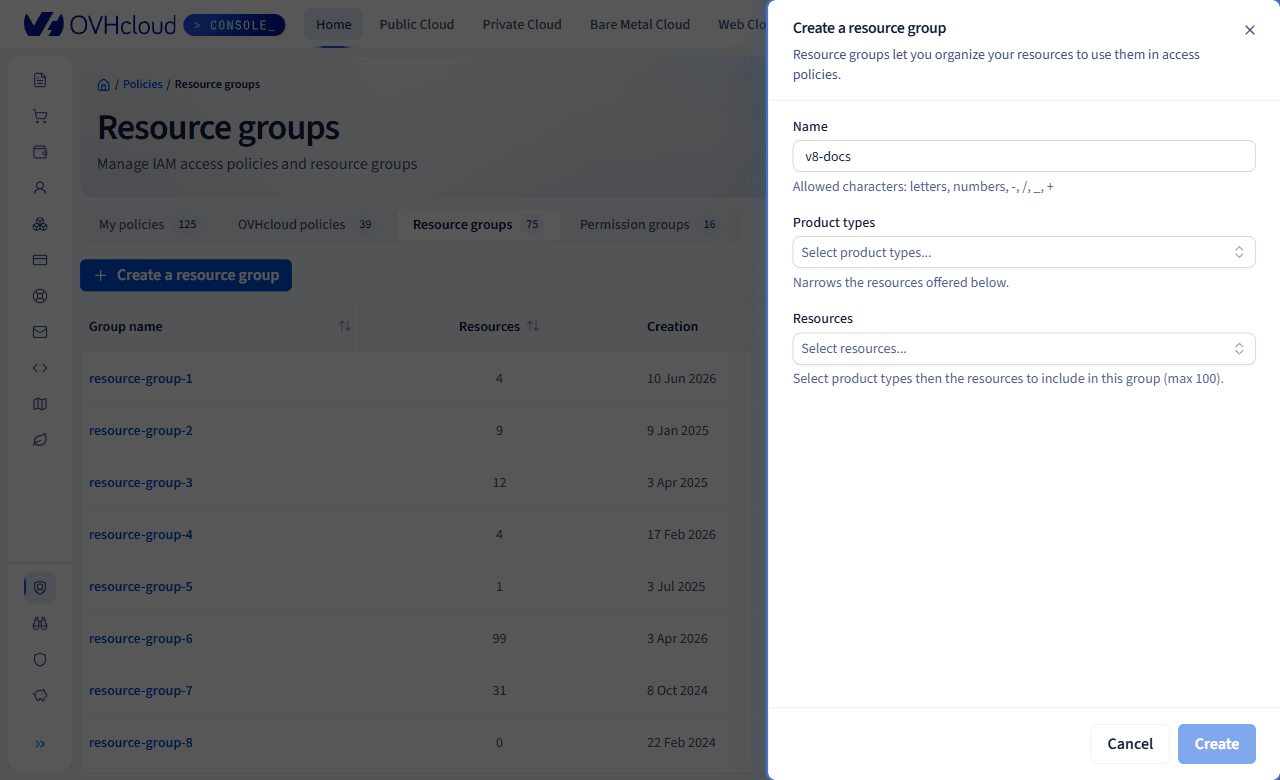 OVHcloud > CONSOLE_
Home
Public Cloud
Private Cloud
Bare Metal Cloud
/ Policies / Resource groups
Resource groups
Manage IAM access policies and resource groups
My policies 125
OVHcloud policies 39
Resource groups 75
Permission groups 16
+ Create a resource group
Group name Resources Creation
resource-group-1 4 10 Jun 2026
resource-group-2 9 9 Jan 2025
resource-group-3 12 3 Apr 2025
resource-group-4 4 17 Feb 2026
resource-group-5 1 3 Jul 2025
resource-group-6 99 3 Apr 2026
resource-group-7 31 8 Oct 2024
resource-group-8 0 22 Feb 2024
Create a resource group
Resource groups let you organize your resources to use them in access
policies.
Name
v8-docs
Allowed characters: letters, numbers, -, /, _, +
Product types
Select product types...
Narrows the resources offered below.
Resources
Select resources...
Select product types then the resources to include in this group (max 100).
Cancel
Create